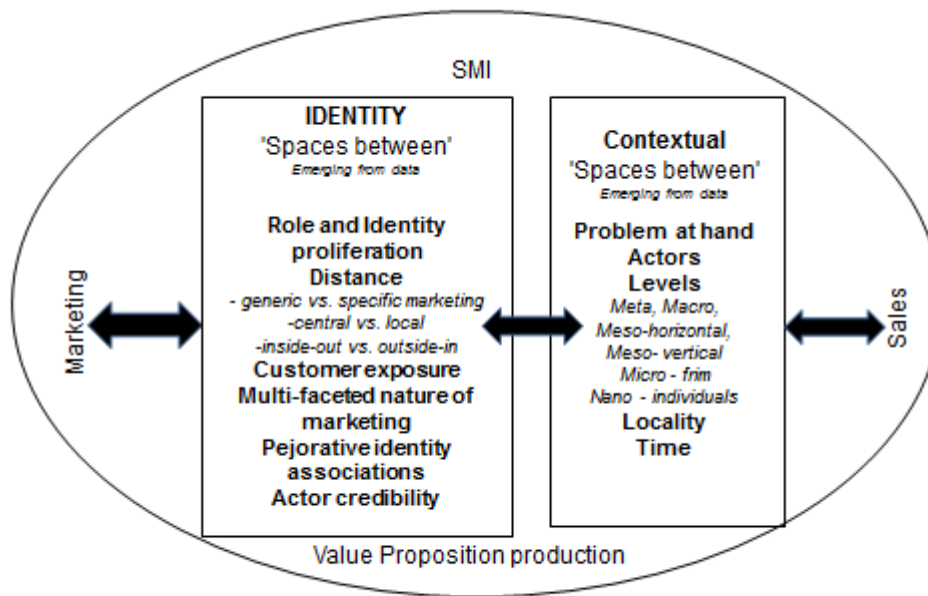 SMI
Marketing
IDENTITY
'Spaces between'
Emerging from data
Role and Identity
proliferation
Distance
- generic vs. specific marketing
-central vs. local
-inside-out vs. outside-in
Customer exposure
Multi-faceted nature of
marketing
Pejorative identity
associations
Actor credibility
Contextual
'Spaces between'
Emerging from data
Problem at hand
Actors
Levels
Meta, Macro,
Meso-horizontal,
Meso- vertical
Micro - frim
Nano - individuals
Locality
Time
Sales
Value Proposition production